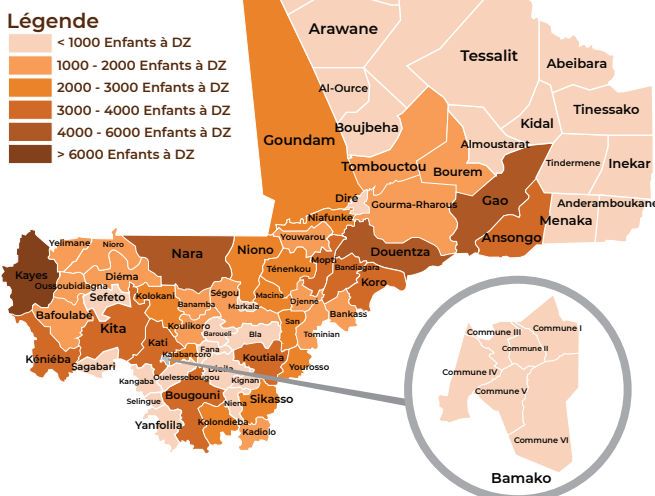 Légende
< 1000 Enfants à DZ
1000 - 2000 Enfants à DZ
2000 - 3000 Enfants à DZ
3000 - 4000 Enfants à DZ
4000 - 6000 Enfants à DZ
> 6000 Enfants à DZ
Arawane
Tessalit
Abeibara
Al-Ource
Tinessako
Kidal
Boujbeha
Goundam
Almoustarat
Tombouctou
Bourem
Tindermene
Inekar
Diré
Gourma-Rharous
Gao
Anderamboukane
Niafunke
Menaka
Youwarou
Ansongo
Yelimane
Nioro
Nara
Niono
Douentza
Mopti
Bandiagara
Kayes
Diéma
Ténenkou
Koro
Oussoubidiagna
Sefeto
Kolokani
Ségou
Macina
Djenné
Banamba
Markala
Bafoulabé
Bankass
Kita
Koulikoro
San
Baroueli
Bla
Tominian
Kati
Fana
Kalabancoro
Koutiala
Kéniéba
Sagabari
Dioila
Yourosso
Kangaba
Ouelessebougou
Kignan
Bougouni
Selingue
Niena
Sikasso
Yanfolila
Kolondieba
Kadiolo
Commune I
Commune III
Commune II
Commune IV
Commune V
Commune VI
Bamako